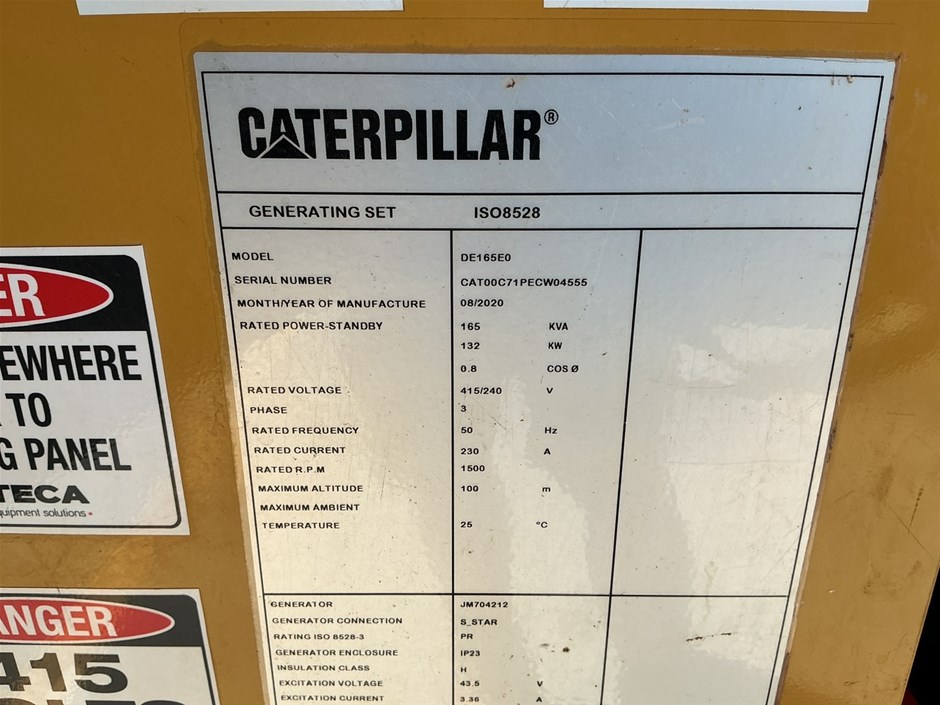 CATERPILLAR®
GENERATING SET ISO8528
MODEL DE165E0
SERIAL NUMBER CAT00C71PECW04555
MONTH/YEAR OF MANUFACTURE 08/2020
RATED POWER-STANDBY 165 KVA
132 KW
0.8 COS Ø
RATED VOLTAGE 415/240 V
PHASE 3
RATED FREQUENCY 50 Hz
RATED CURRENT 230 A
RATED R.P.M 1500
MAXIMUM ALTITUDE 100 m
MAXIMUM AMBIENT
TEMPERATURE 25 °C
GENERATOR JM704212
GENERATOR CONNECTION S_STAR
RATING ISO 8528-3 PR
GENERATOR ENCLOSURE IP23
INSULATION CLASS H
EXCITATION VOLTAGE 43.5 V
EXCITATION CURRENT 3.36 A
ER
EWHERE
TO
G PANEL
TECA
quipment solutions
ANGER
415